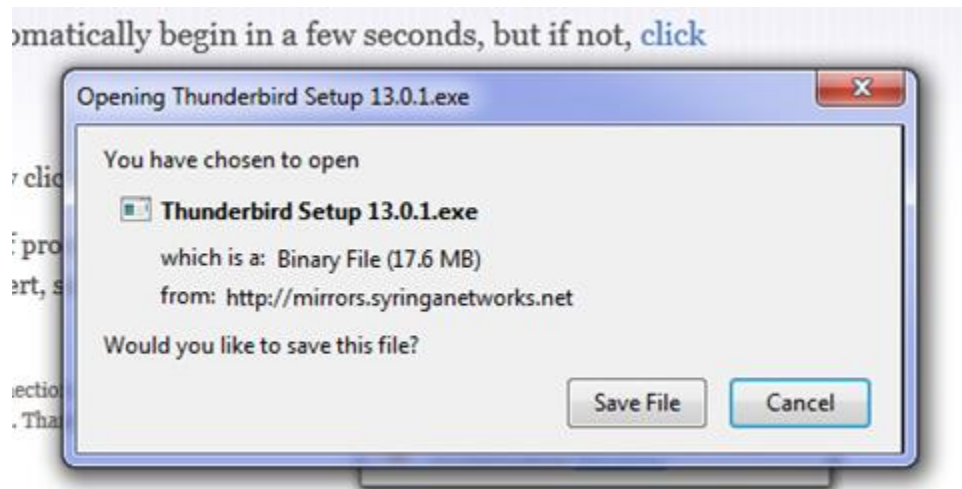 omatically begin in a few seconds, but if not, click
Opening Thunderbird Setup 13.0.1.exe
You have chosen to open
Thunderbird Setup 13.0.1.exe
which is a: Binary File (17.6 MB)
from: http://mirrors.syringanetworks.net
Would you like to save this file?
Save File
Cancel